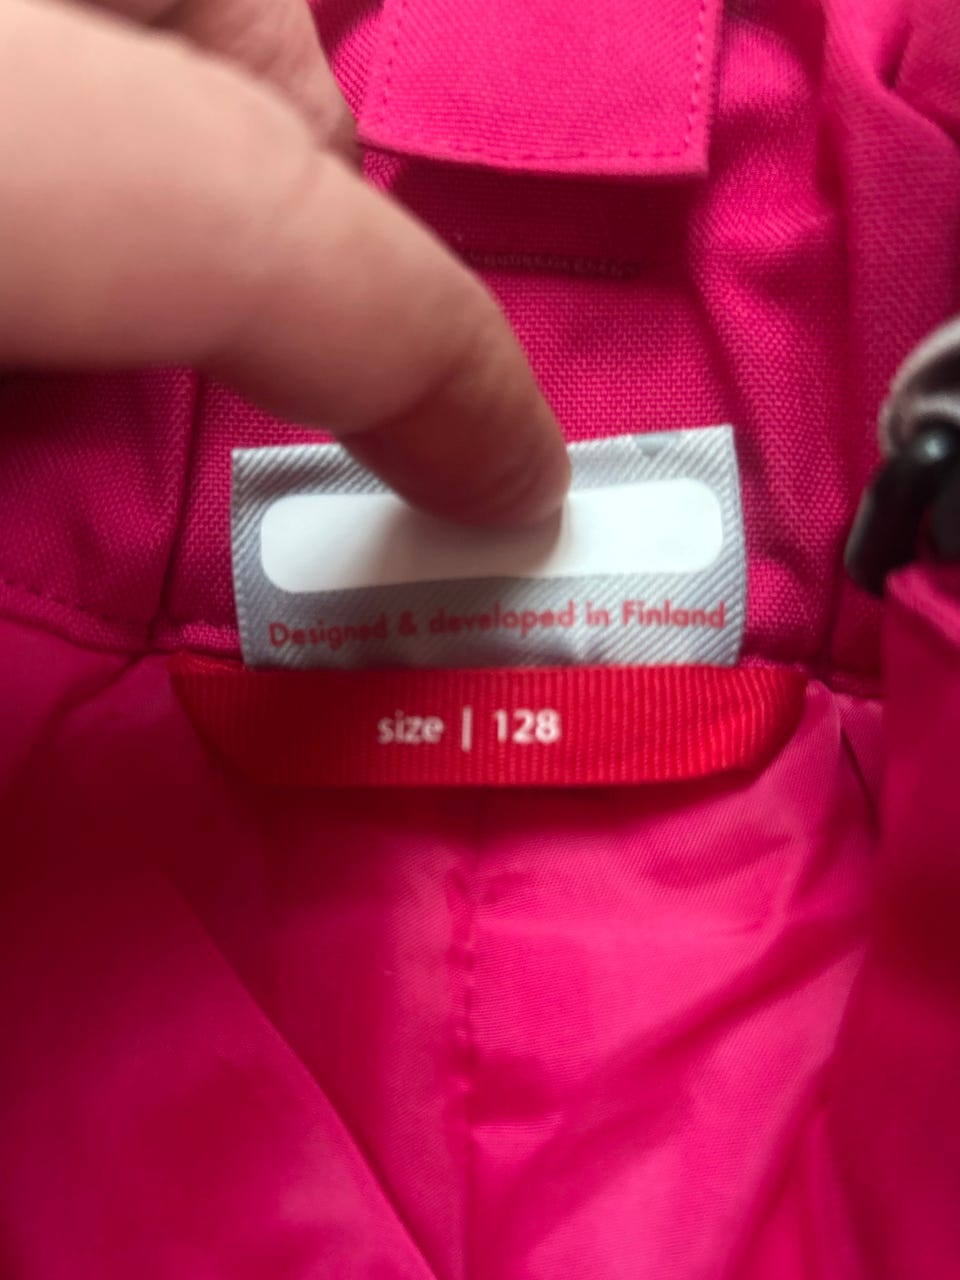 Designed & developed in Finland
size | 128